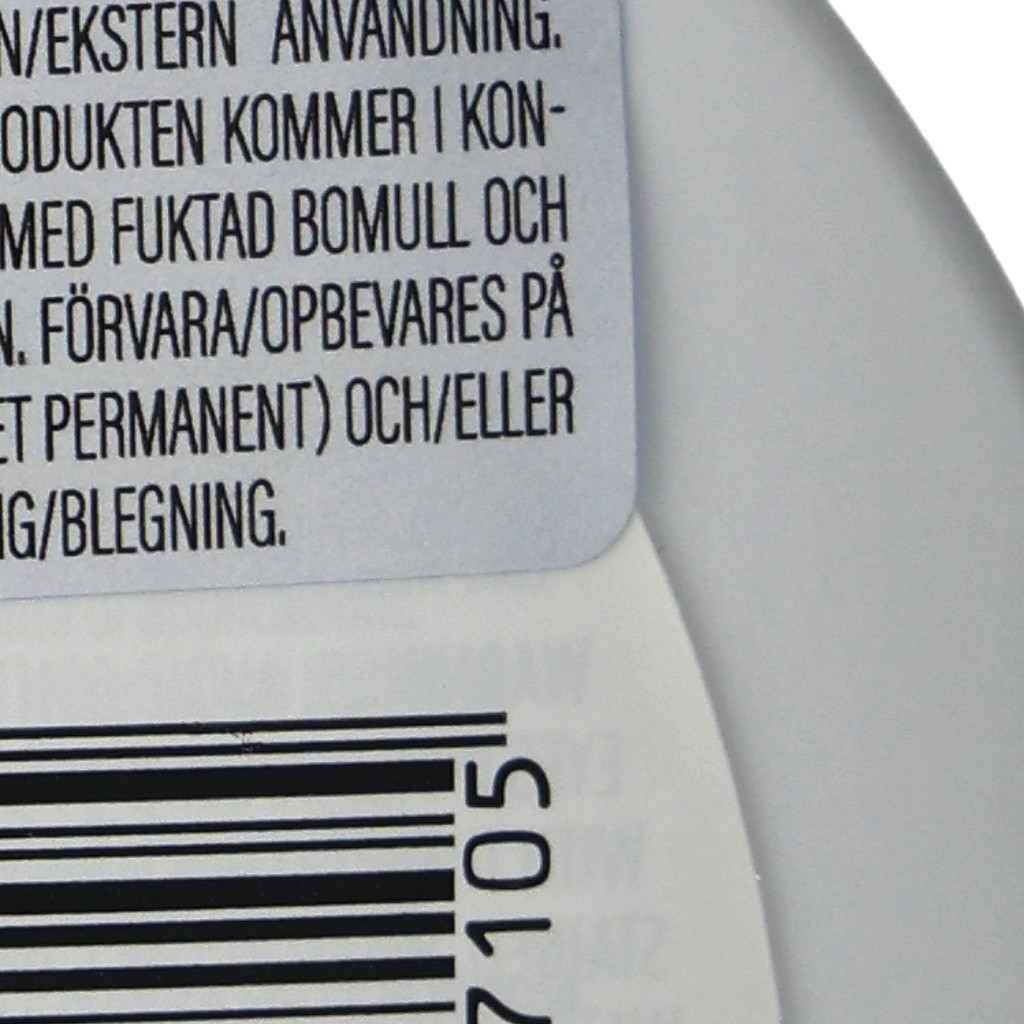 N/EKSTERN ANVÄNDNING.
ODUKTEN KOMMER I KON-
MED FUKTAD BOMULL OCH
N. FÖRVARA/OPBEVARES PÅ
ET PERMANENT) OCH/ELLER
IG/BLEGNING.
7105